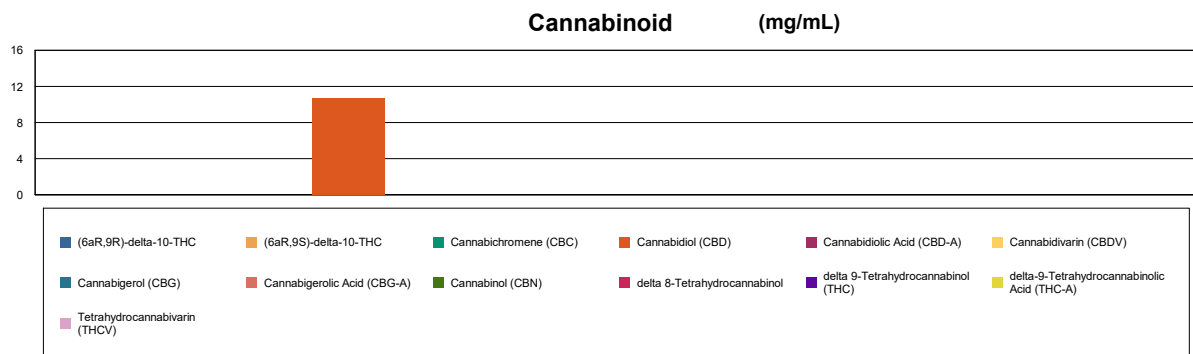 Cannabinoid (mg/mL)
16
12
8
4
0
(6aR,9R)-delta-10-THC
(6aR,9S)-delta-10-THC
Cannabichromene (CBC)
Cannabidiol (CBD)
Cannabidiolic Acid (CBD-A)
Cannabidivarin (CBDV)
Cannabigerol (CBG)
Cannabigerolic Acid (CBG-A)
Cannabinol (CBN)
delta 8-Tetrahydrocannabinol
delta 9-Tetrahydrocannabinol
(THC)
delta-9-Tetrahydrocannabinolic
Acid (THC-A)
Tetrahydrocannabivarin
(THCV)